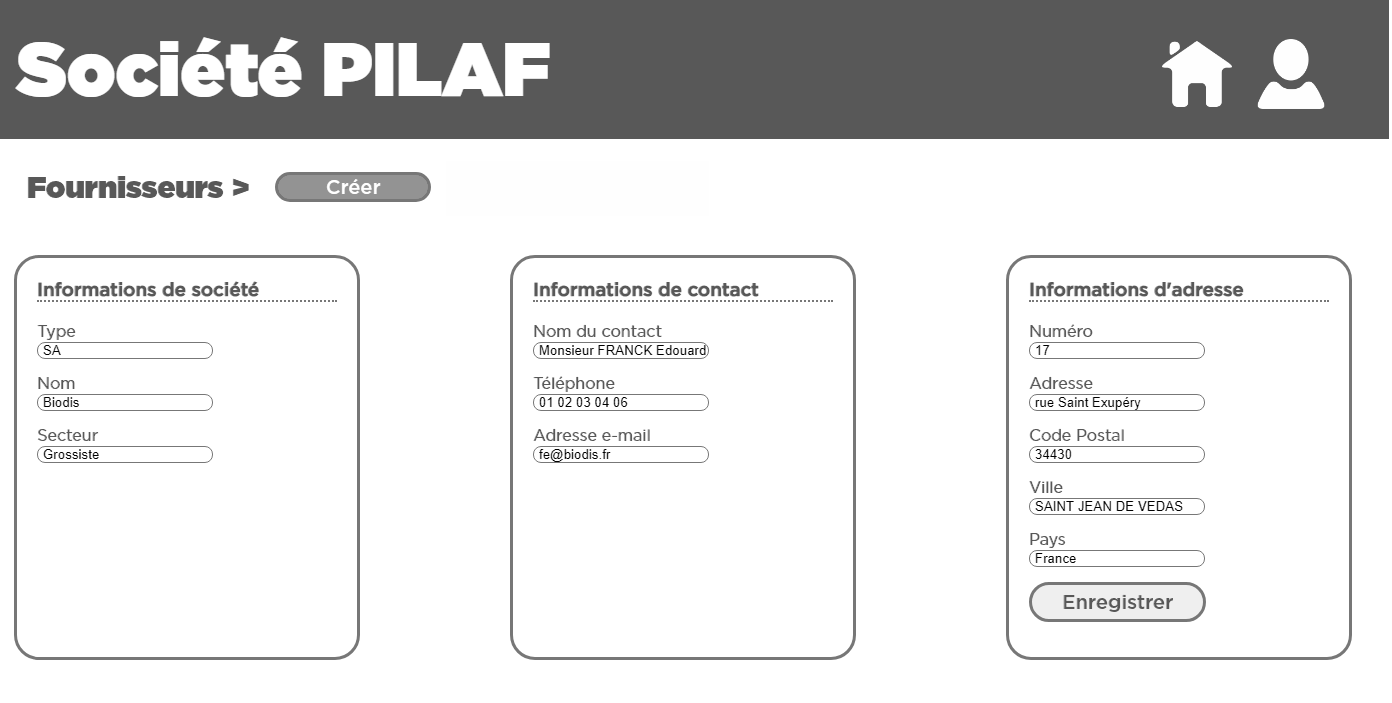 Société PILAF
Fournisseurs >
Créer
Informations de société
Type
SA
Nom
Biodis
Secteur
Grossiste
Informations de contact
Nom du contact
Monsieur FRANCK Edouard
Téléphone
01 02 03 04 06
Adresse e-mail
fe@biodis.fr
Informations d'adresse
Numéro
17
Adresse
rue Saint Exupéry
Code Postal
34430
Ville
SAINT JEAN DE VEDAS
Pays
France
Enregistrer